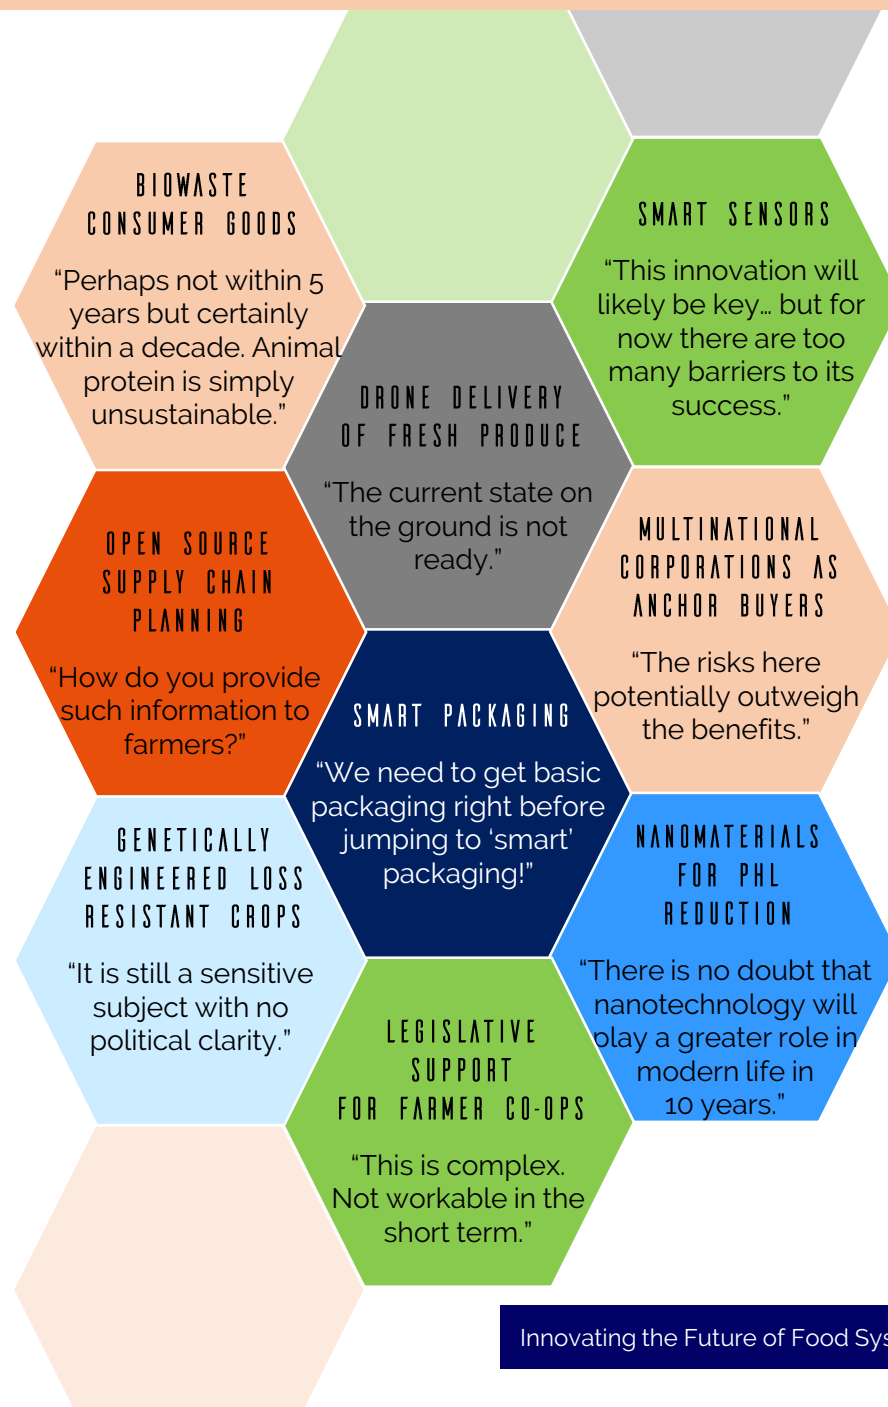 BIOWASTE
CONSUMER GOODS
“Perhaps not within 5
years but certainly
within a decade. Animal
protein is simply
unsustainable.”
SMART SENSORS
“This innovation will
likely be key... but for
now there are too
many barriers to its
success.”
DRONE DELIVERY
OF FRESH PRODUCE
“The current state on
the ground is not
ready.”
OPEN SOURCE
SUPPLY CHAIN
PLANNING
“How do you provide
such information to
farmers?”
MULTINATIONAL
CORPORATIONS AS
ANCHOR BUYERS
“The risks here
potentially outweigh
the benefits.”
SMART PACKAGING
“We need to get basic
packaging right before
jumping to ‘smart’
packaging!”
GENETICALLY
ENGINEERED LOSS
RESISTANT CROPS
“It is still a sensitive
subject with no
political clarity.”
NANOMATERIALS
FOR PHL
REDUCTION
“There is no doubt that
nanotechnology will
play a greater role in
modern life in
10 years.”
LEGISLATIVE
SUPPORT
FOR FARMER CO-OPS
“This is complex.
Not workable in the
short term.”
Innovating the Future of Food Sys